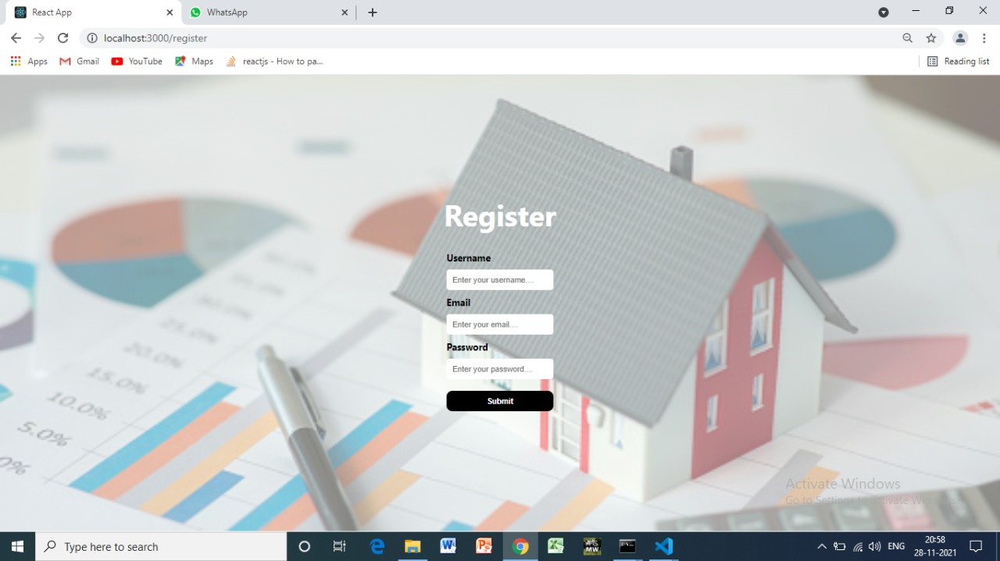 React App
WhatsApp
localhost:3000/register
Apps
Gmail
YouTube
Maps
reactjs - How to pa...
Reading list
Register
Username
Enter your username....
Email
Enter your email....
Password
Enter your password....
Submit
20.0%
15.0%
10.0%
5.0%
Activate Windows
Go to Settings to activate Windows.
Type here to search
ENG
20:58
28-11-2021